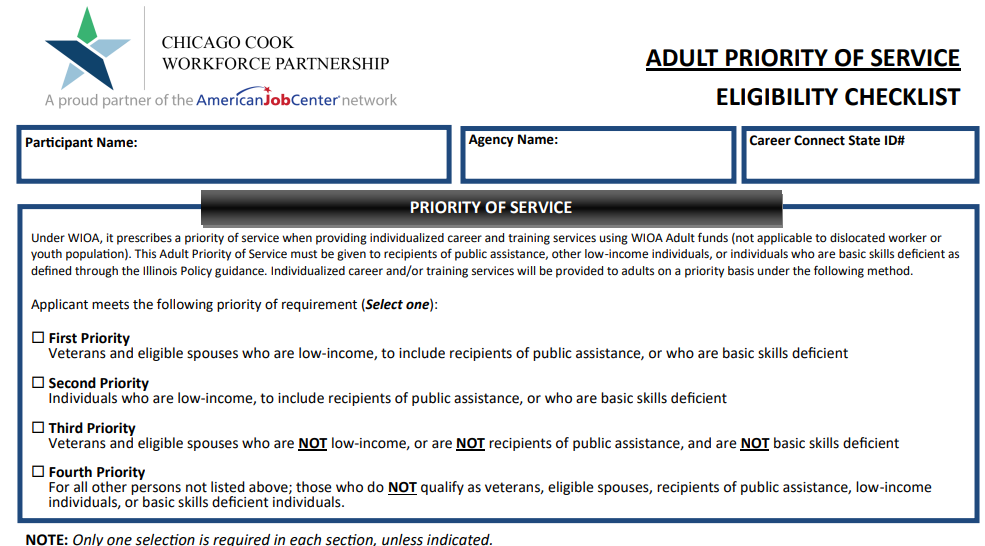 CHICAGO COOK
WORKFORCE PARTNERSHIP
A proud partner of the AmericanJobCenter network
ADULT PRIORITY OF SERVICE
ELIGIBILITY CHECKLIST
Participant Name:
Agency Name:
Career Connect State ID#
PRIORITY OF SERVICE
Under WIOA, it prescribes a priority of service when providing individualized career and training services using WIOA Adult funds (not applicable to dislocated worker or
youth population). This Adult Priority of Service must be given to recipients of public assistance, other low-income individuals, or individuals who are basic skills deficient as
defined through the Illinois Policy guidance. Individualized career and/or training services will be provided to adults on a priority basis under the following method.
Applicant meets the following priority of requirement (Select one):
☐ First Priority
Veterans and eligible spouses who are low-income, to include recipients of public assistance, or who are basic skills deficient
☐ Second Priority
Individuals who are low-income, to include recipients of public assistance, or who are basic skills deficient
☐ Third Priority
Veterans and eligible spouses who are NOT low-income, or are NOT recipients of public assistance, and are NOT basic skills deficient
☐ Fourth Priority
For all other persons not listed above; those who do NOT qualify as veterans, eligible spouses, recipients of public assistance, low-income
individuals, or basic skills deficient individuals.
NOTE: Only one selection is required in each section, unless indicated.